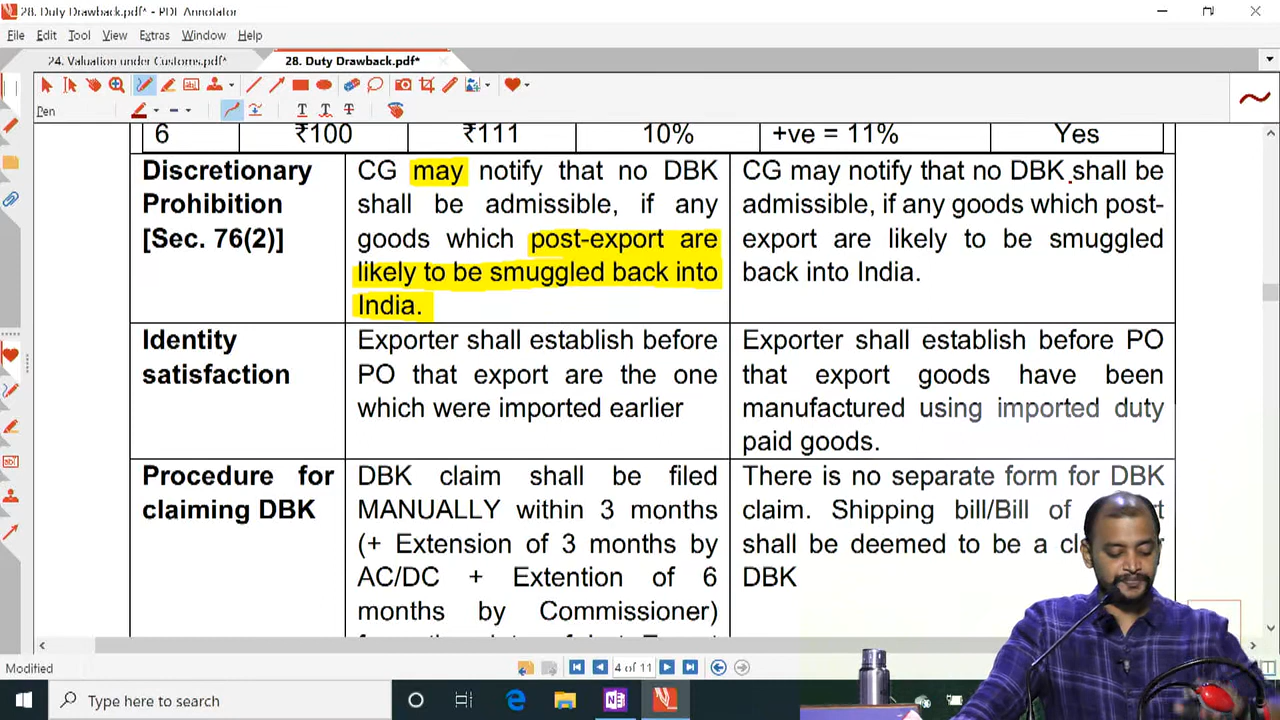 28. Duty Drawback.pdf* - PDF Annotator
File Edit Tool View Extras Window Help
24. Valuation under Customs.pdf* 28. Duty Drawback.pdf*
Pen
6 ₹100 ₹111 10% +ve = 11% Yes
Discretionary
Prohibition
[Sec. 76(2)]
CG may notify that no DBK
shall be admissible, if any
goods which post-export are
likely to be smuggled back into
India.
CG may notify that no DBK shall be
admissible, if any goods which post-
export are likely to be smuggled
back into India.
Identity
satisfaction
Exporter shall establish before
PO that export are the one
which were imported earlier
Exporter shall establish before PO
that export goods have been
manufactured using imported duty
paid goods.
Procedure for
claiming DBK
DBK claim shall be filed
MANUALLY within 3 months
(+ Extension of 3 months by
AC/DC + Extention of 6
months by Commissioner)
There is no separate form for DBK
claim. Shipping bill/Bill of
shall be deemed to be a
DBK
Modified 4 of 11
Type here to search